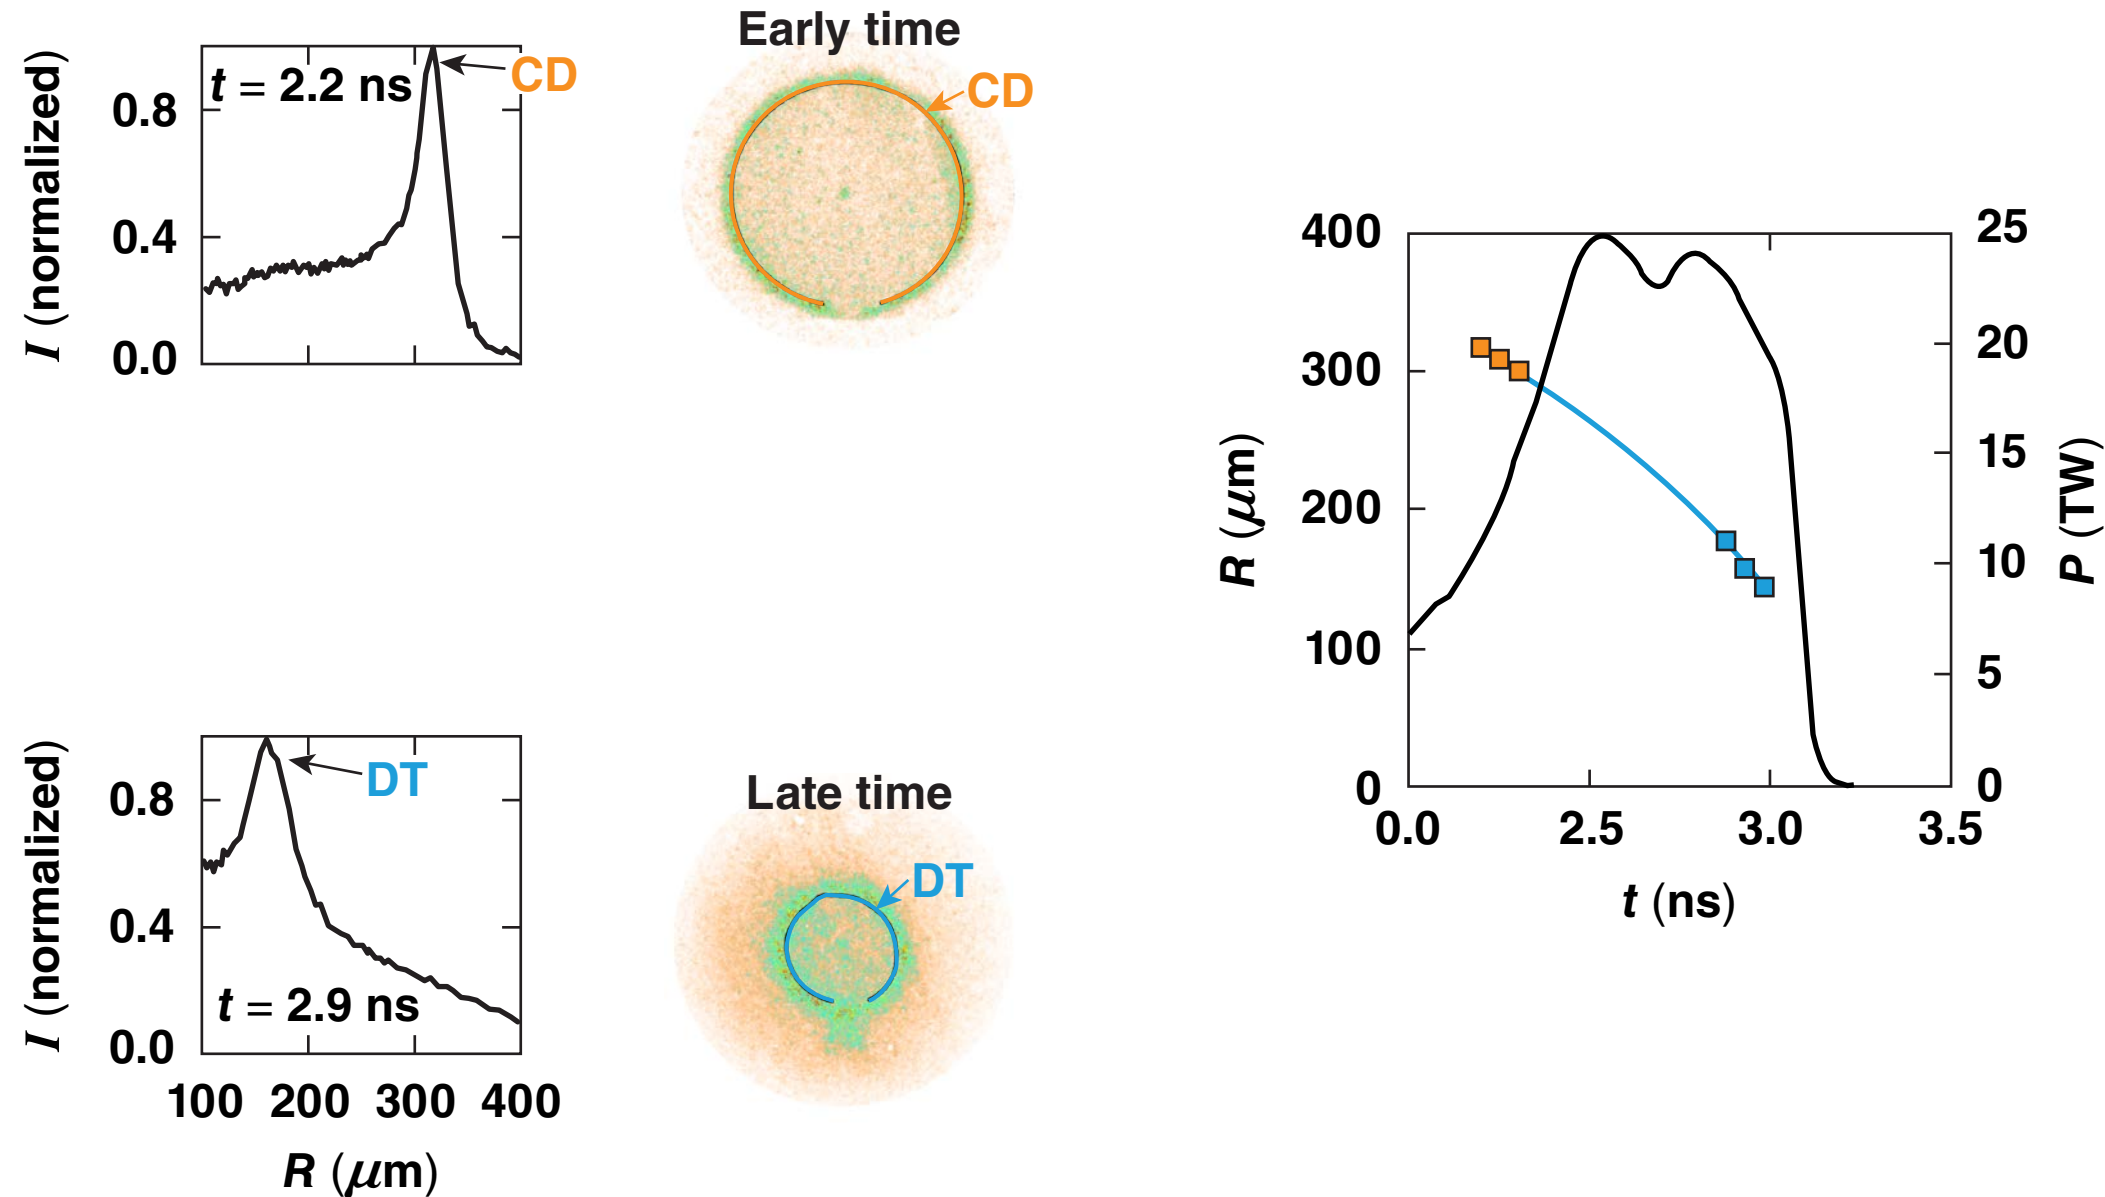 I (normalized)
t = 2.2 ns
CD
0.8
0.4
0.0
Early time
CD
I (normalized)
DT
0.8
0.4
0.0
t = 2.9 ns
100 200 300 400
R (μm)
Late time
DT
R (μm)
400
300
200
100
0
P (TW)
25
20
15
10
5
0
0.0 2.5 3.0 3.5
t (ns)